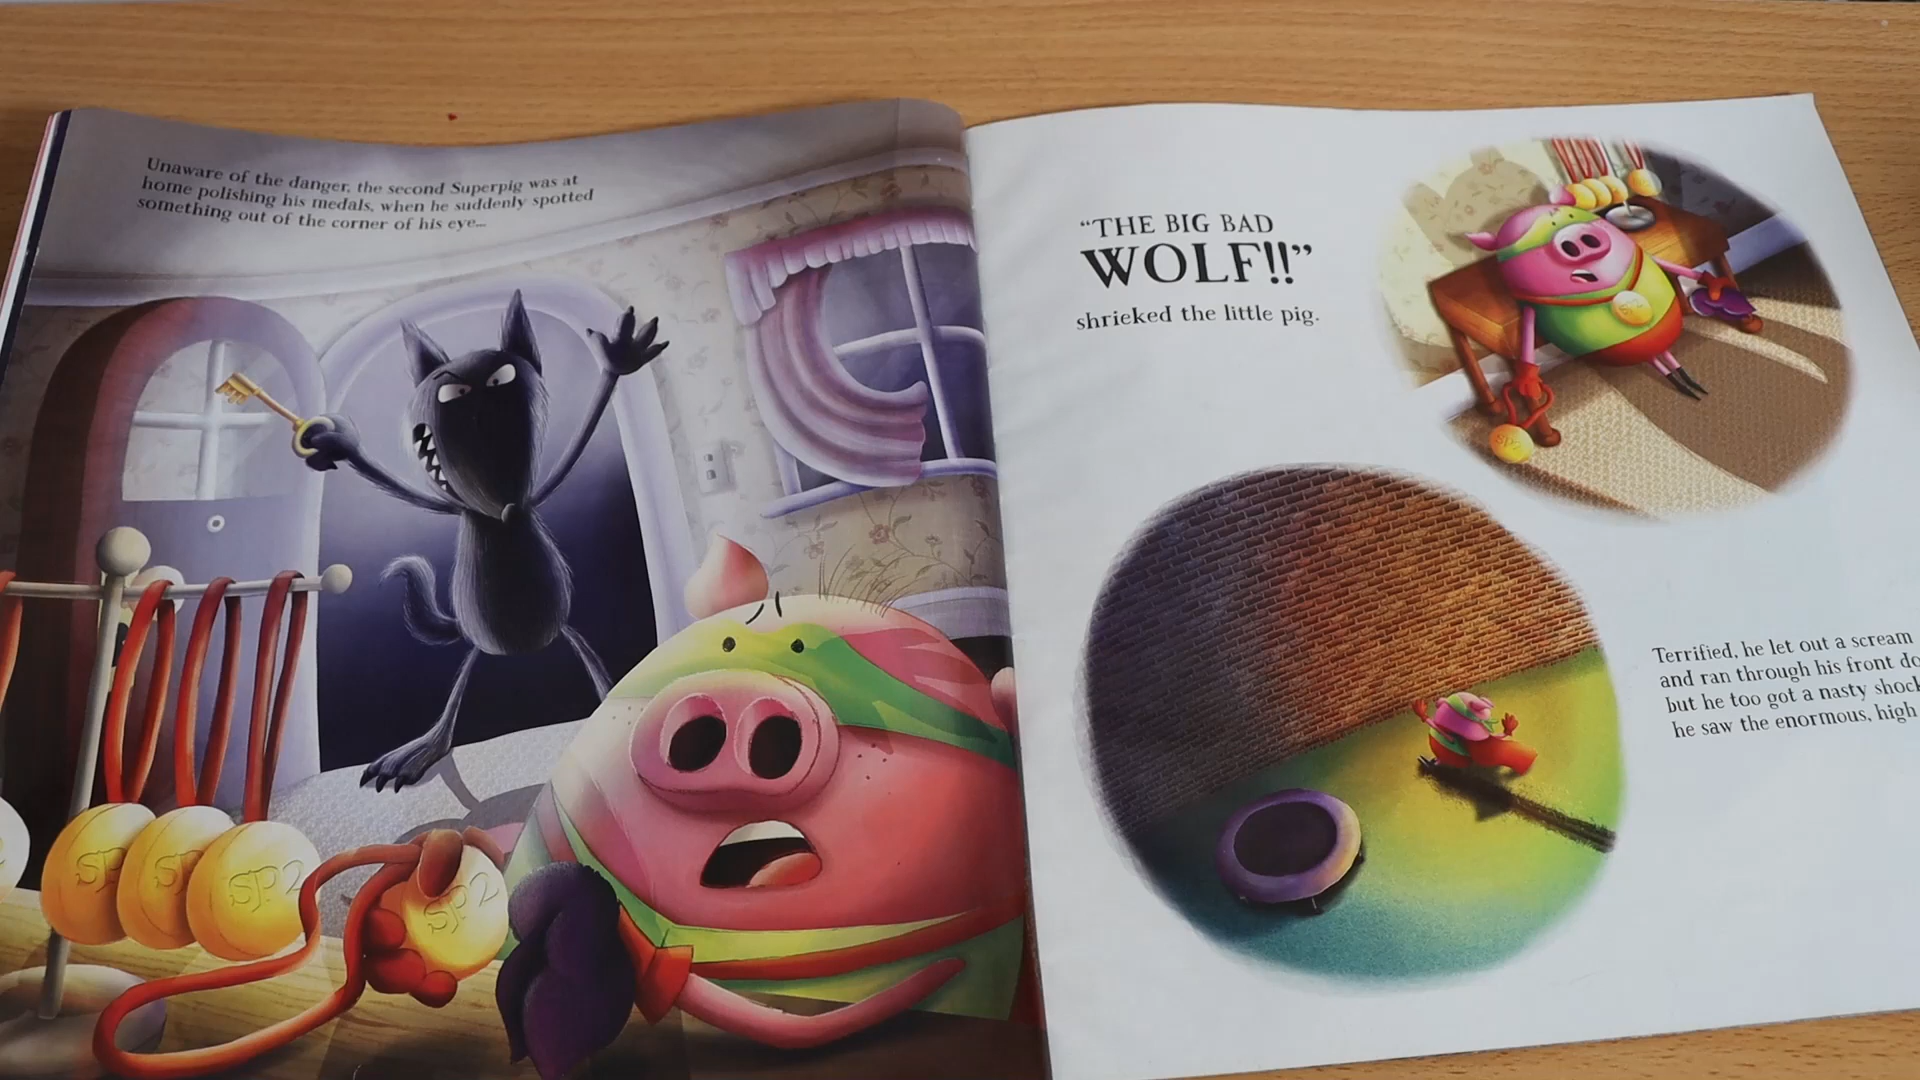 Unaware of the danger, the second Superpig was at
home polishing his medals, when he suddenly spotted
something out of the corner of his eye...
“THE BIG BAD
WOLF!!”
shrieked the little pig.
Terrified, he let out a scream
and ran through his front
but he too got a nasty
he saw the enormous, high
SP
SP
SP2
SP2
SP2